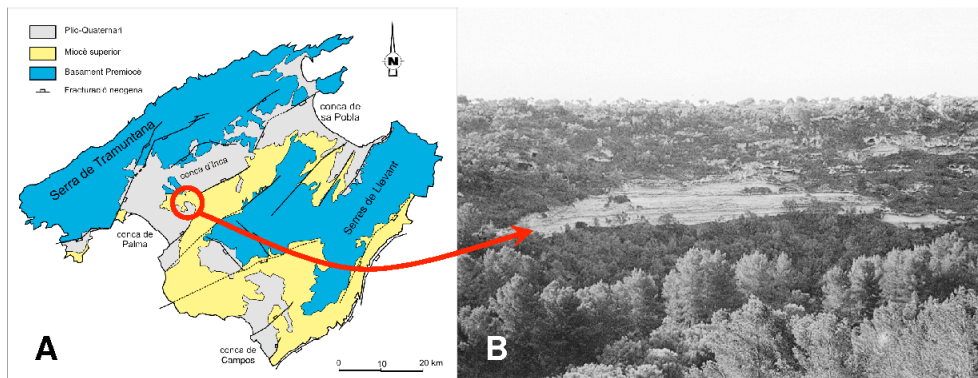 Plio-Quaternari
Miocè superior
Basament Premiocè
Fracturació neogena
N
conca de
sa Pobla
Serra de Tramuntana
conca d'Inca
Serres de Llevant
conca de
Palma
conca de
Campos
0 10 20 km
A
B